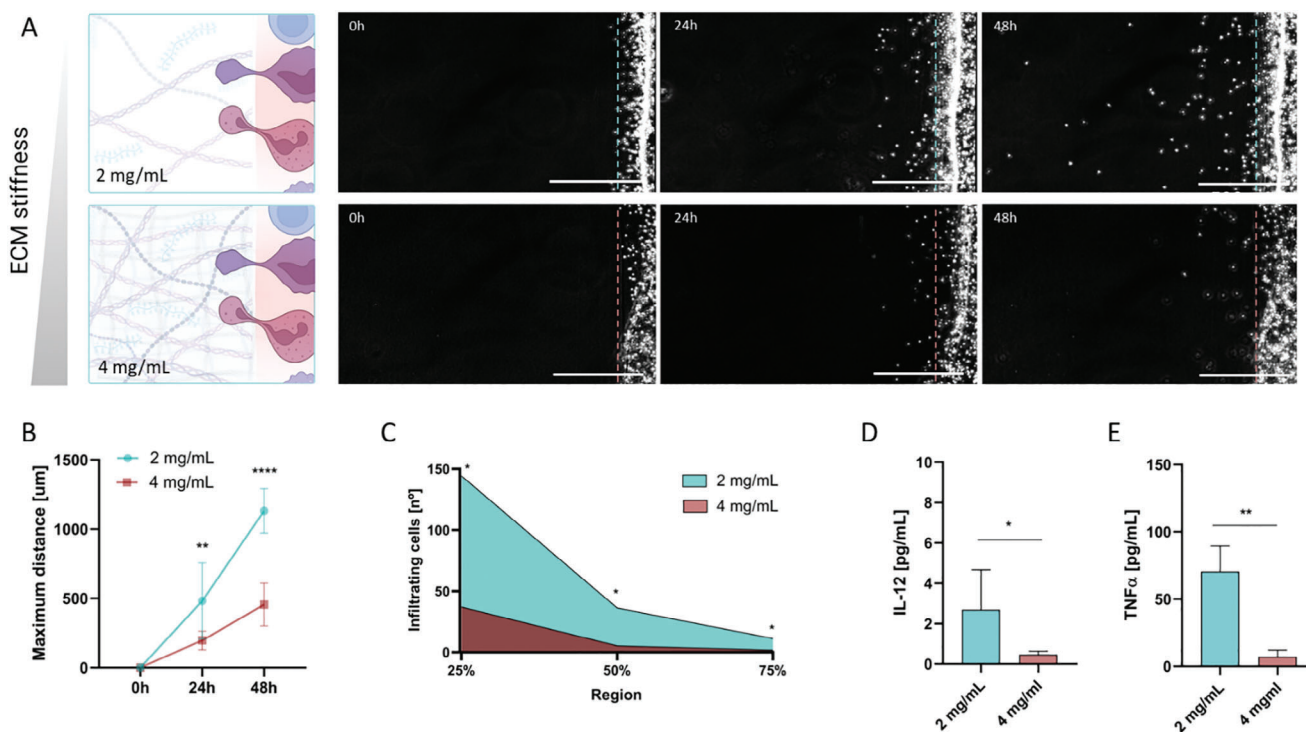 A
ECM stiffness
2 mg/mL
0h
24h
48h
4 mg/mL
0h
24h
48h
B
2 mg/mL
4 mg/mL
Maximum distance [um]
1500
1000
500
0
**
****
0h
24h
48h
C
2 mg/mL
4 mg/mL
Infiltrating cells [nº]
150
100
50
0
*
*
*
25%
50%
75%
Region
D
IL-12 [pg/mL]
10
8
6
4
2
0
*
2 mg/mL
4 mg/ml
E
TNFα [pg/mL]
150
100
50
0
**
2 mg/mL
4 mgml